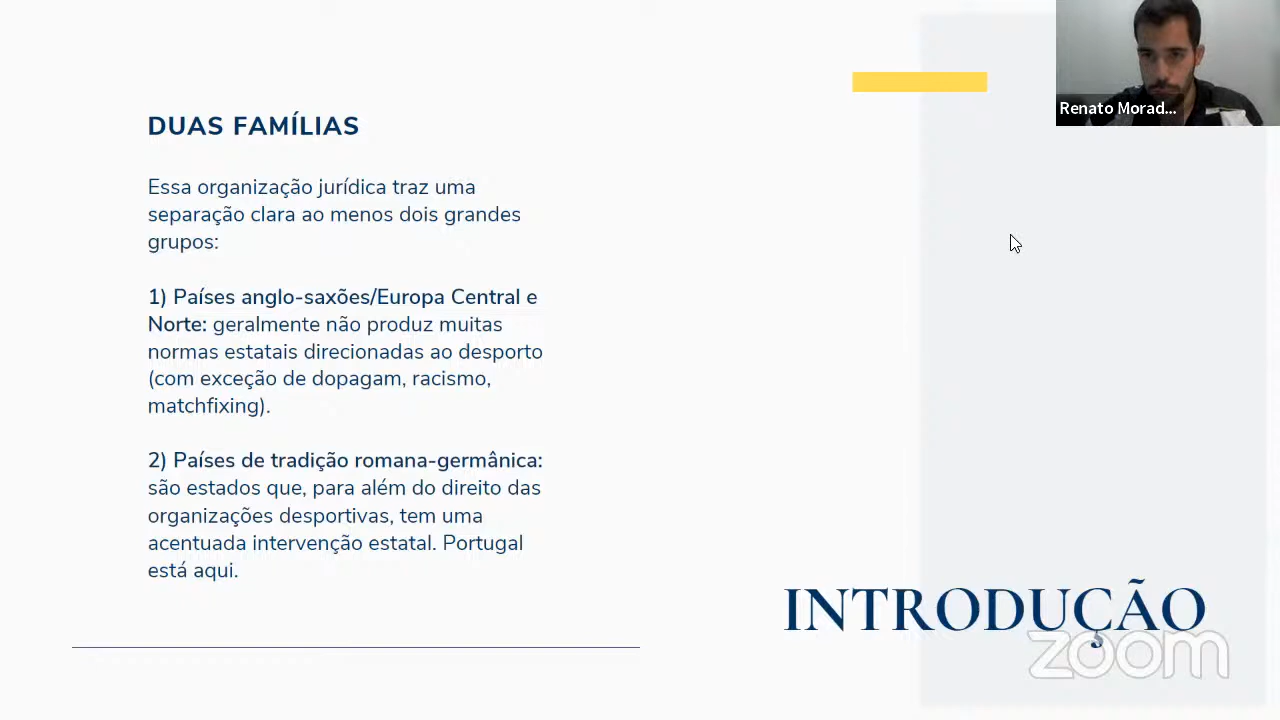 Renato Morad...
DUAS FAMÍLIAS
Essa organização jurídica traz uma
separação clara ao menos dois grandes
grupos:
1) Países anglo-saxões/Europa Central e
Norte: geralmente não produz muitas
normas estatais direcionadas ao desporto
(com exceção de dopagam, racismo,
matchfixing).
2) Países de tradição romana-germânica:
são estados que, para além do direito das
organizações desportivas, tem uma
acentuada intervenção estatal. Portugal
está aqui.
INTRODUÇÃO
zoom